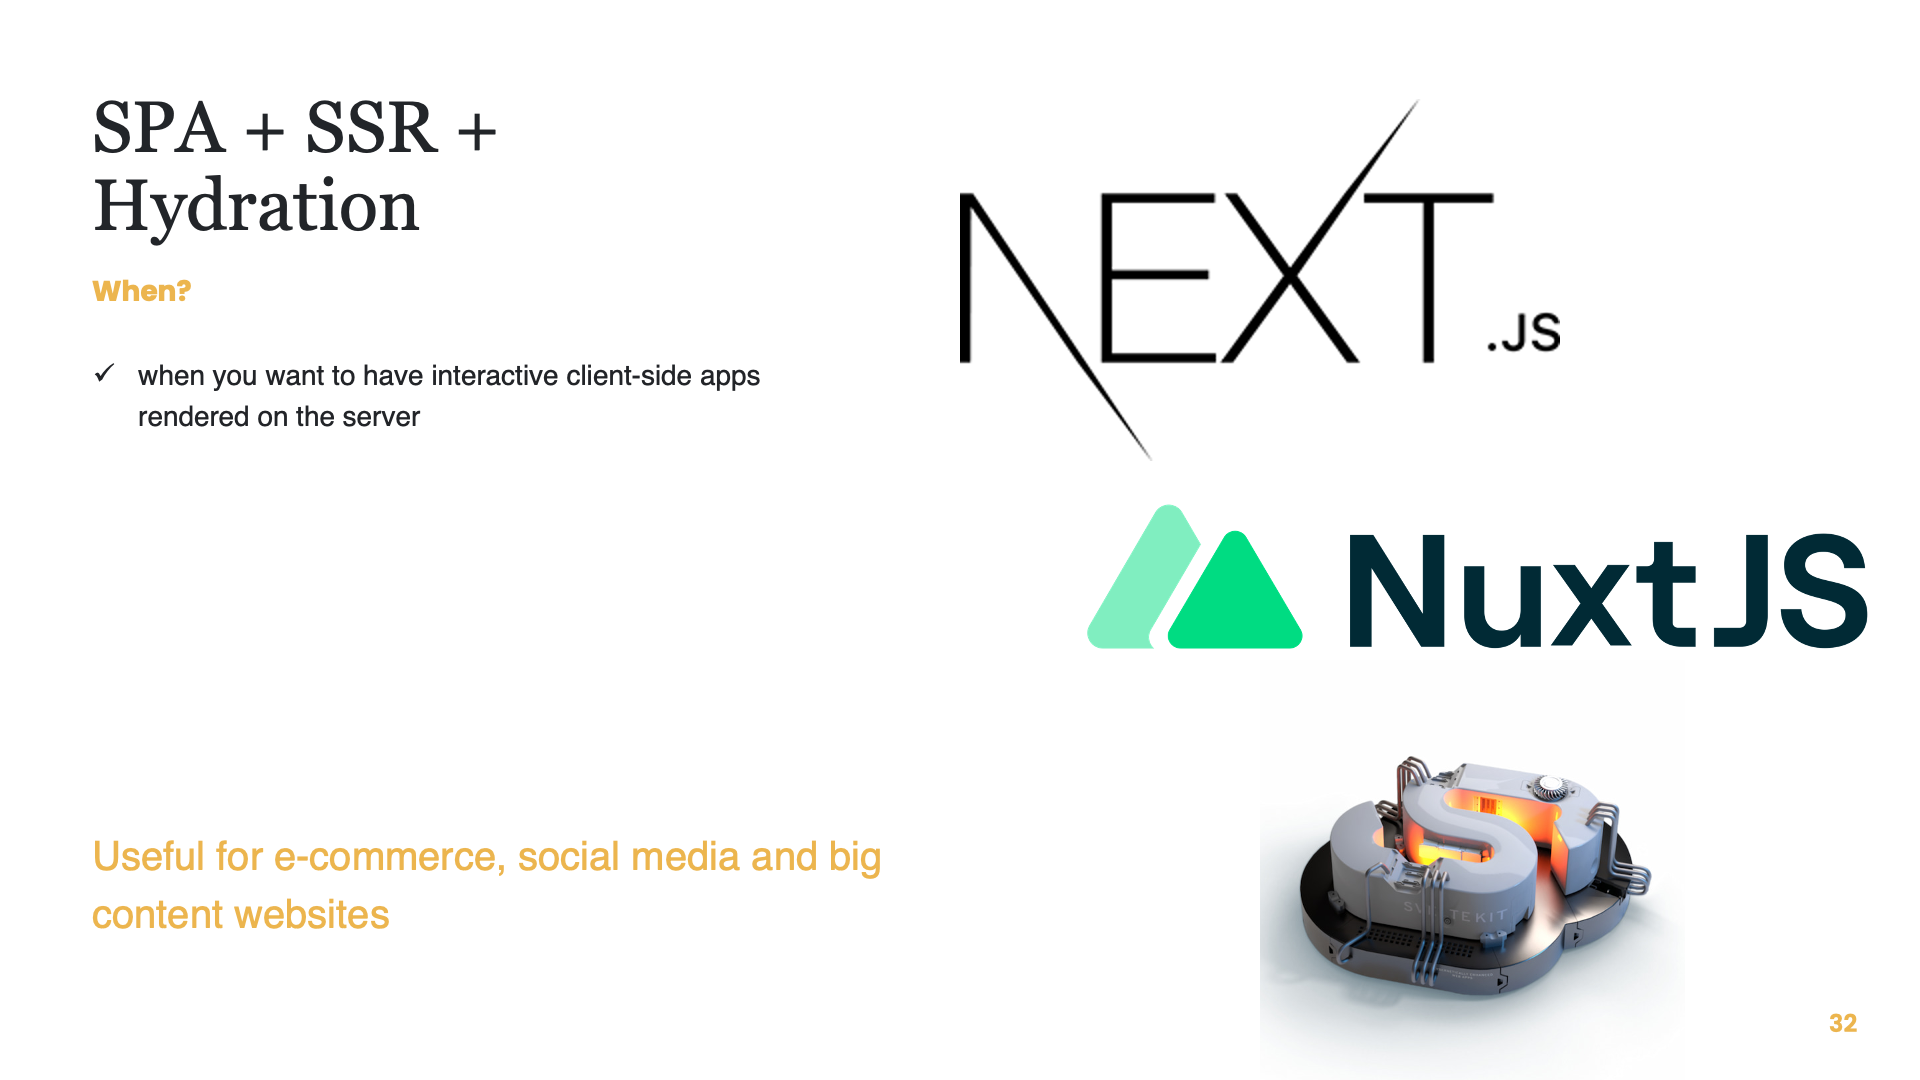 SPA + SSR +
Hydration
When?
✓ when you want to have interactive client-side apps
rendered on the server
NEXT.JS
NuxtJS
Useful for e-commerce, social media and big
content websites
32